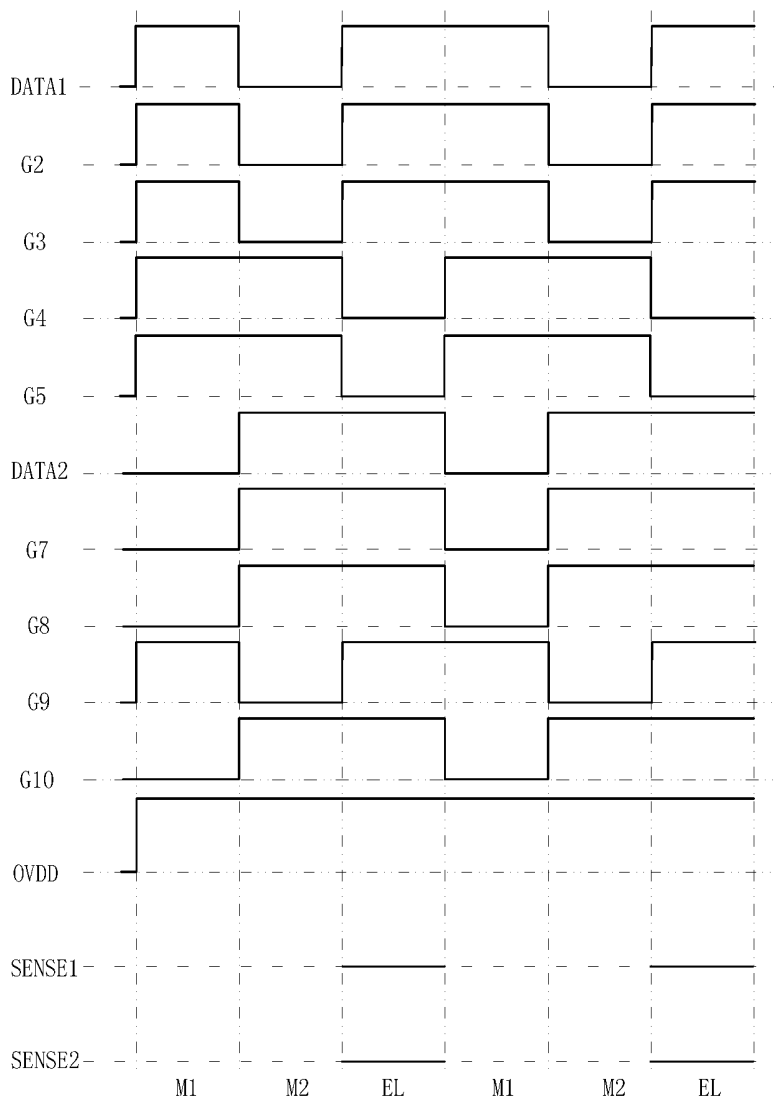 DATA1
G2
G3
G4
G5
DATA2
G7
G8
G9
G10
OVDD
SENSE1
SENSE2
M1 M2 EL M1 M2 EL